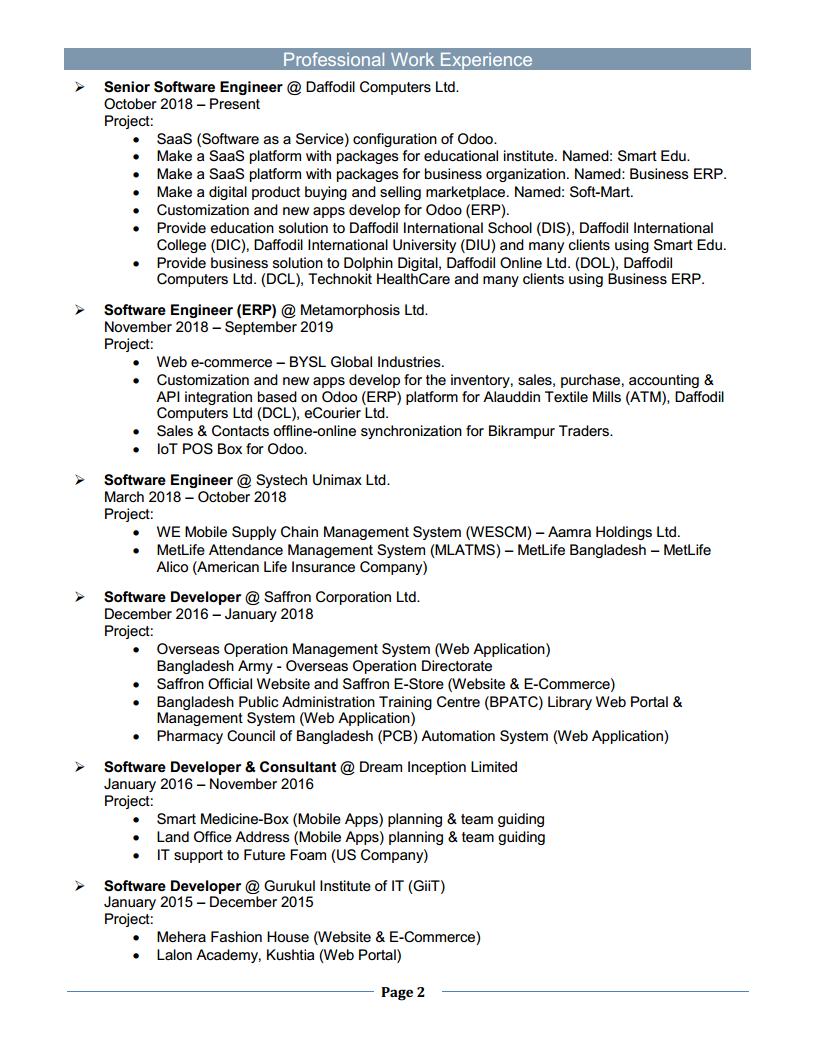 Professional Work Experience
➢ Senior Software Engineer @ Daffodil Computers Ltd.
October 2018 – Present
Project:
• SaaS (Software as a Service) configuration of Odoo.
• Make a SaaS platform with packages for educational institute. Named: Smart Edu.
• Make a SaaS platform with packages for business organization. Named: Business ERP.
• Make a digital product buying and selling marketplace. Named: Soft-Mart.
• Customization and new apps develop for Odoo (ERP).
• Provide education solution to Daffodil International School (DIS), Daffodil International
College (DIC), Daffodil International University (DIU) and many clients using Smart Edu.
• Provide business solution to Dolphin Digital, Daffodil Online Ltd. (DOL), Daffodil
Computers Ltd. (DCL), Technokit HealthCare and many clients using Business ERP.
➢ Software Engineer (ERP) @ Metamorphosis Ltd.
November 2018 – September 2019
Project:
• Web e-commerce – BYSL Global Industries.
• Customization and new apps develop for the inventory, sales, purchase, accounting &
API integration based on Odoo (ERP) platform for Alauddin Textile Mills (ATM), Daffodil
Computers Ltd (DCL), eCourier Ltd.
• Sales & Contacts offline-online synchronization for Bikrampur Traders.
• IoT POS Box for Odoo.
➢ Software Engineer @ Systech Unimax Ltd.
March 2018 – October 2018
Project:
• WE Mobile Supply Chain Management System (WESCM) – Aamra Holdings Ltd.
• MetLife Attendance Management System (MLATMS) – MetLife Bangladesh – MetLife
Alico (American Life Insurance Company)
➢ Software Developer @ Saffron Corporation Ltd.
December 2016 – January 2018
Project:
• Overseas Operation Management System (Web Application)
Bangladesh Army - Overseas Operation Directorate
• Saffron Official Website and Saffron E-Store (Website & E-Commerce)
• Bangladesh Public Administration Training Centre (BPATC) Library Web Portal &
Management System (Web Application)
• Pharmacy Council of Bangladesh (PCB) Automation System (Web Application)
➢ Software Developer & Consultant @ Dream Inception Limited
January 2016 – November 2016
Project:
• Smart Medicine-Box (Mobile Apps) planning & team guiding
• Land Office Address (Mobile Apps) planning & team guiding
• IT support to Future Foam (US Company)
➢ Software Developer @ Gurukul Institute of IT (GiiT)
January 2015 – December 2015
Project:
• Mehera Fashion House (Website & E-Commerce)
• Lalon Academy, Kushtia (Web Portal)
Page 2